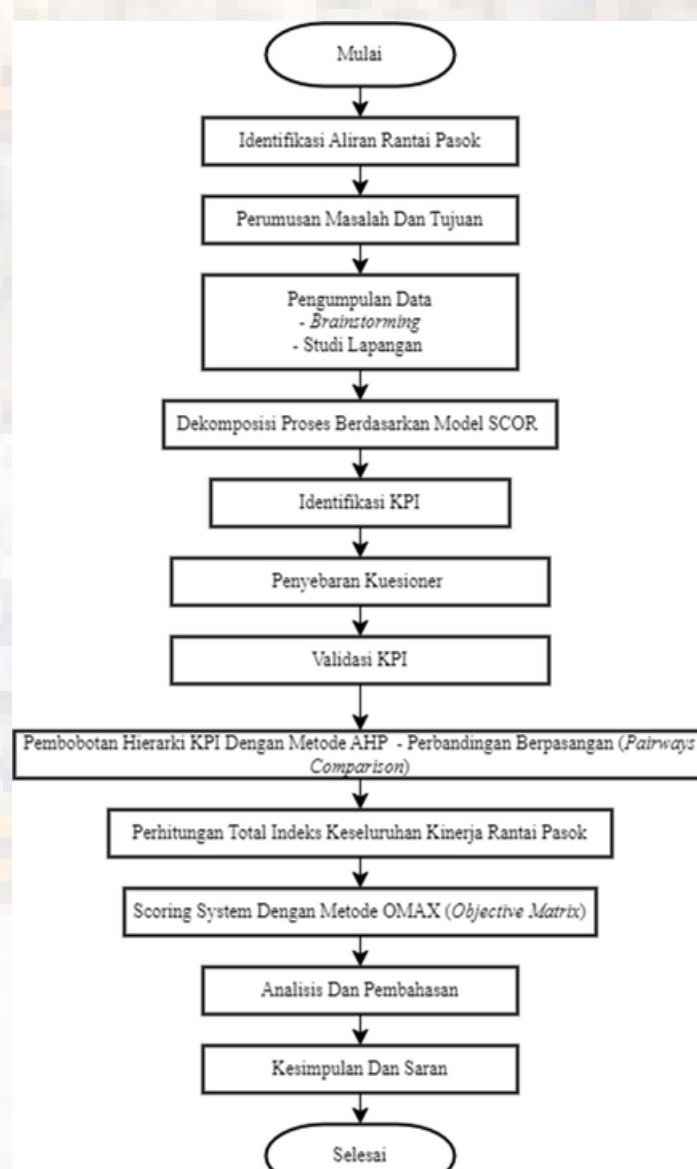 Mulai
Identifikasi Aliran Rantai Pasok
Perumusan Masalah Dan Tujuan
Pengumpulan Data
- Brainstorming
- Studi Lapangan
Dekomposisi Proses Berdasarkan Model SCOR
Identifikasi KPI
Penyebaran Kuesioner
Validasi KPI
Pembobotan Hierarki KPI Dengan Metode AHP - Perbandingan Berpasangan (Pairways
Comparison)
Perhitungan Total Indeks Keseluruhan Kinerja Rantai Pasok
Scoring System Dengan Metode OMAX (Objective Matrix)
Analisis Dan Pembahasan
Kesimpulan Dan Saran
Selesai